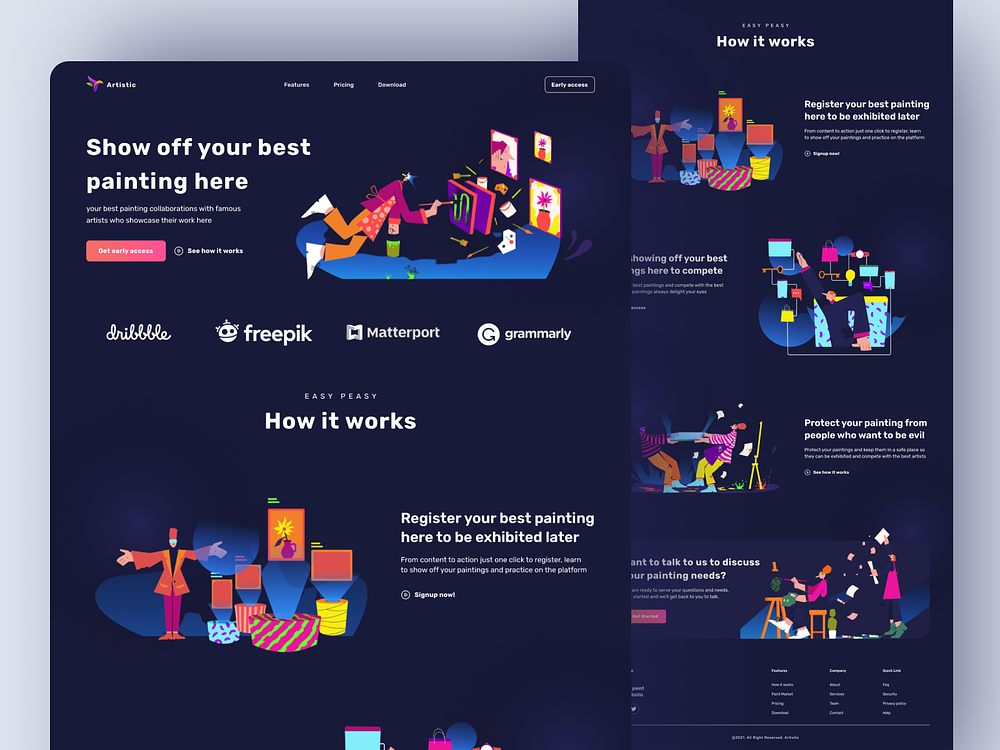 Artistic
Features
Pricing
Download
Early access
Show off your best
painting here
your best painting collaborations with famous
artists who showcase their work here
Get early access
See how it works
dribbble
freepik
Matterport
grammarly
EASY PEASY
How it works
Register your best painting
here to be exhibited later
From content to action just one click to register, learn
to show off your paintings and practice on the platform
Signup now!
EASY PEASY
How it works
Register your best painting
here to be exhibited later
From content to action just one click to register, learn
to show off your paintings and practice on the platform
Signup now!
showing off your best
ngs here to compete
best paintings and compete with the best
paintings always delight your eyes
Protect your painting from
people who want to be evil
Protect your paintings and keep them in a safe place so
they can be exhibited and compete with the best artists
See how it works
ant to talk to us to discuss
our painting needs?
are ready to serve your questions and needs,
started and we'll get back to you to talk.
Get Started
paint
tistic
Features
How it works
Paint Market
Pricing
Download
Company
About
Services
Team
Contact
Quick Link
Faq
Security
Privacy policy
Help
©2021. All Right Reserved. Artistic